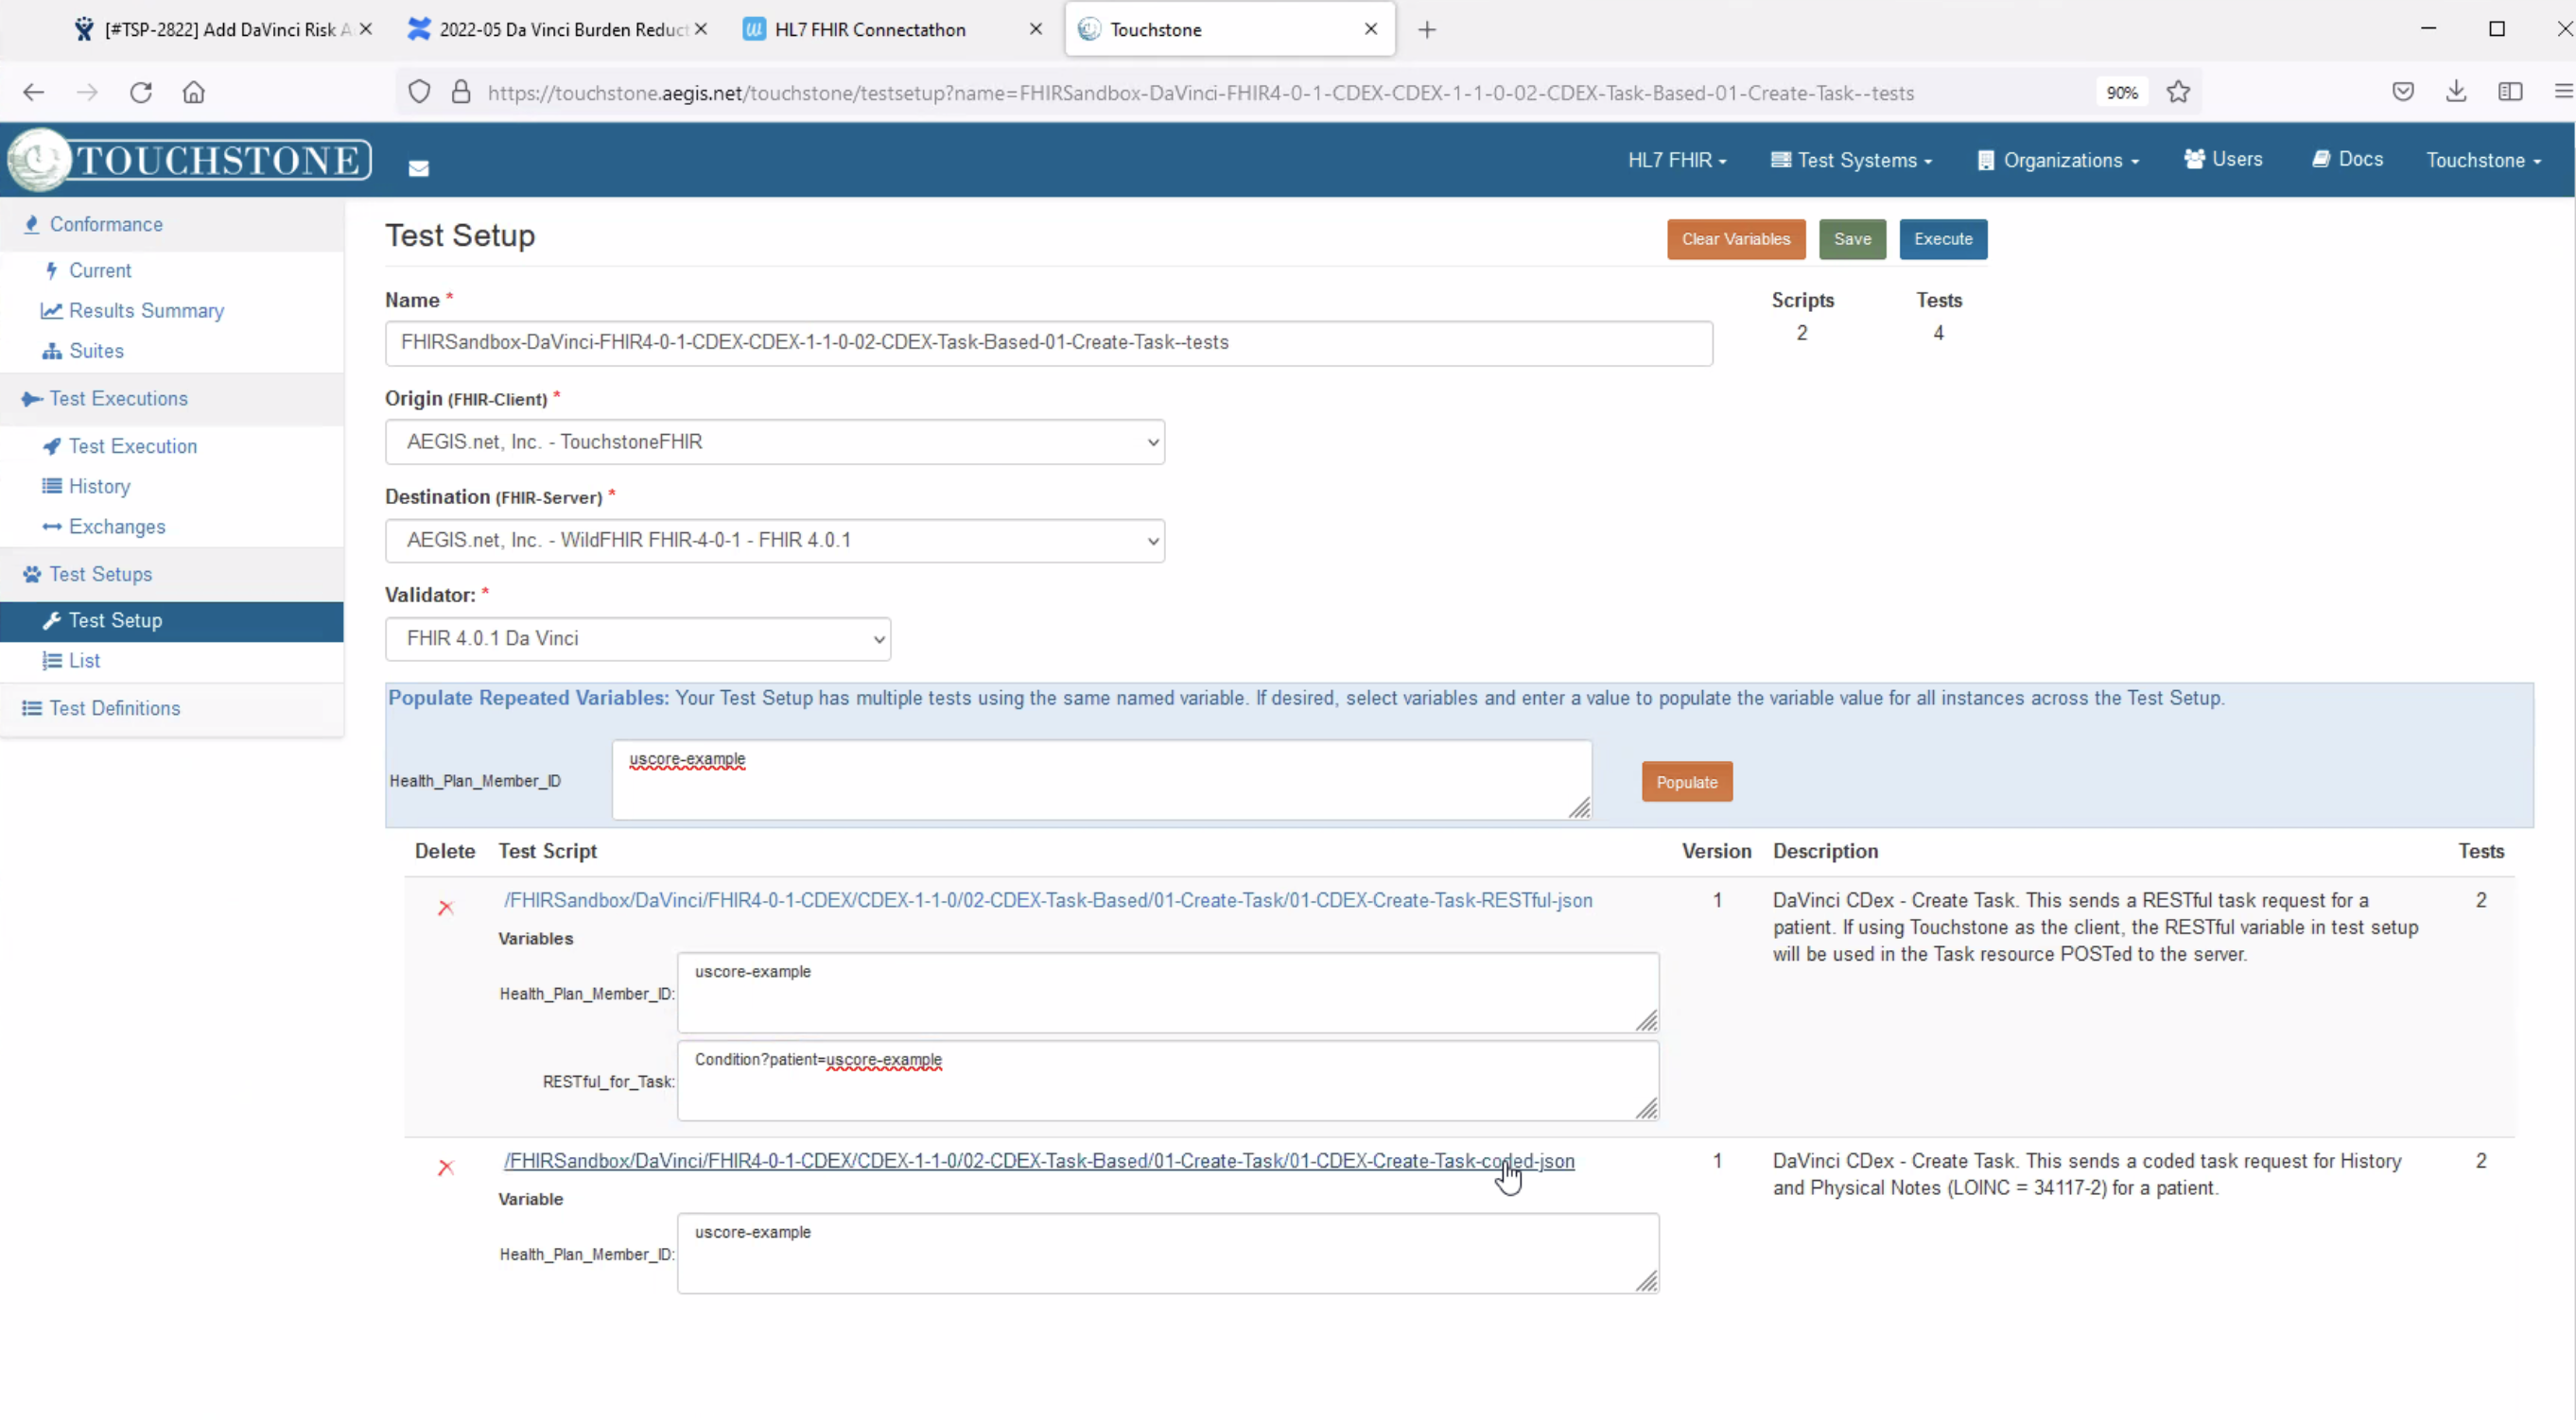 [#TSP-2822] Add DaVinci Risk A
2022-05 Da Vinci Burden Reduct
HL7 FHIR Connectathon
Touchstone
https://touchstone.aegis.net/touchstone/testsetup?name=FHIRSandbox-DaVinci-FHIR4-0-1-CDEX-CDEX-1-1-0-02-CDEX-Task-Based-01-Create-Task--tests
90%
TOUCHSTONE
HL7 FHIR
Test Systems
Organizations
Users
Docs
Touchstone
Conformance
Current
Results Summary
Suites
Test Executions
Test Execution
History
Exchanges
Test Setups
Test Setup
List
Test Definitions
Test Setup
Clear Variables
Save
Execute
Name *
Scripts
Tests
FHIRSandbox-DaVinci-FHIR4-0-1-CDEX-CDEX-1-1-0-02-CDEX-Task-Based-01-Create-Task--tests
2
4
Origin (FHIR-Client) *
AEGIS.net, Inc. - TouchstoneFHIR
Destination (FHIR-Server) *
AEGIS.net, Inc. - WildFHIR FHIR-4-0-1 - FHIR 4.0.1
Validator: *
FHIR 4.0.1 Da Vinci
Populate Repeated Variables: Your Test Setup has multiple tests using the same named variable. If desired, select variables and enter a value to populate the variable value for all instances across the Test Setup.
Health_Plan_Member_ID
uscore-example
Populate
Delete
Test Script
Version
Description
Tests
/FHIRSandbox/DaVinci/FHIR4-0-1-CDEX/CDEX-1-1-0/02-CDEX-Task-Based/01-Create-Task/01-CDEX-Create-Task-RESTful-json
1
DaVinci CDex - Create Task. This sends a RESTful task request for a
patient. If using Touchstone as the client, the RESTful variable in test setup
will be used in the Task resource POSTed to the server.
2
Variables
Health_Plan_Member_ID:
uscore-example
RESTful_for_Task:
Condition?patient=uscore-example
/FHIRSandbox/DaVinci/FHIR4-0-1-CDEX/CDEX-1-1-0/02-CDEX-Task-Based/01-Create-Task/01-CDEX-Create-Task-coded-json
1
DaVinci CDex - Create Task. This sends a coded task request for History
and Physical Notes (LOINC = 34117-2) for a patient.
2
Variable
Health_Plan_Member_ID:
uscore-example